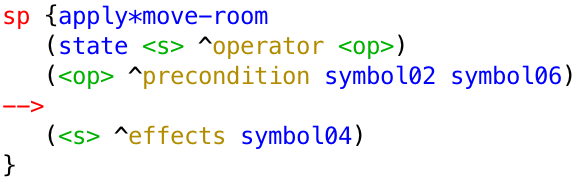 sp {apply*move-room
(state <s> ^operator <op>)
(<op> ^precondition symbol02 symbol06)
-->
(<s> ^effects symbol04)
}